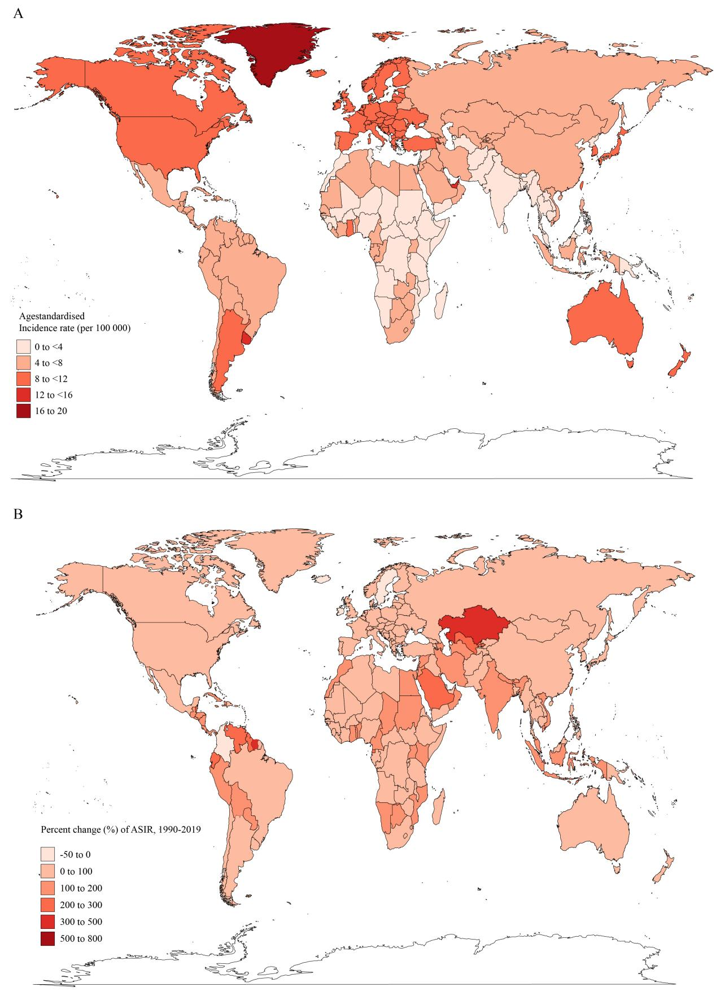 A
Agestandardised
Incidence rate (per 100 000)
0 to <4
4 to <8
8 to <12
12 to <16
16 to 20
B
Percent change (%) of ASIR, 1990-2019
-50 to 0
0 to 100
100 to 200
200 to 300
300 to 500
500 to 800